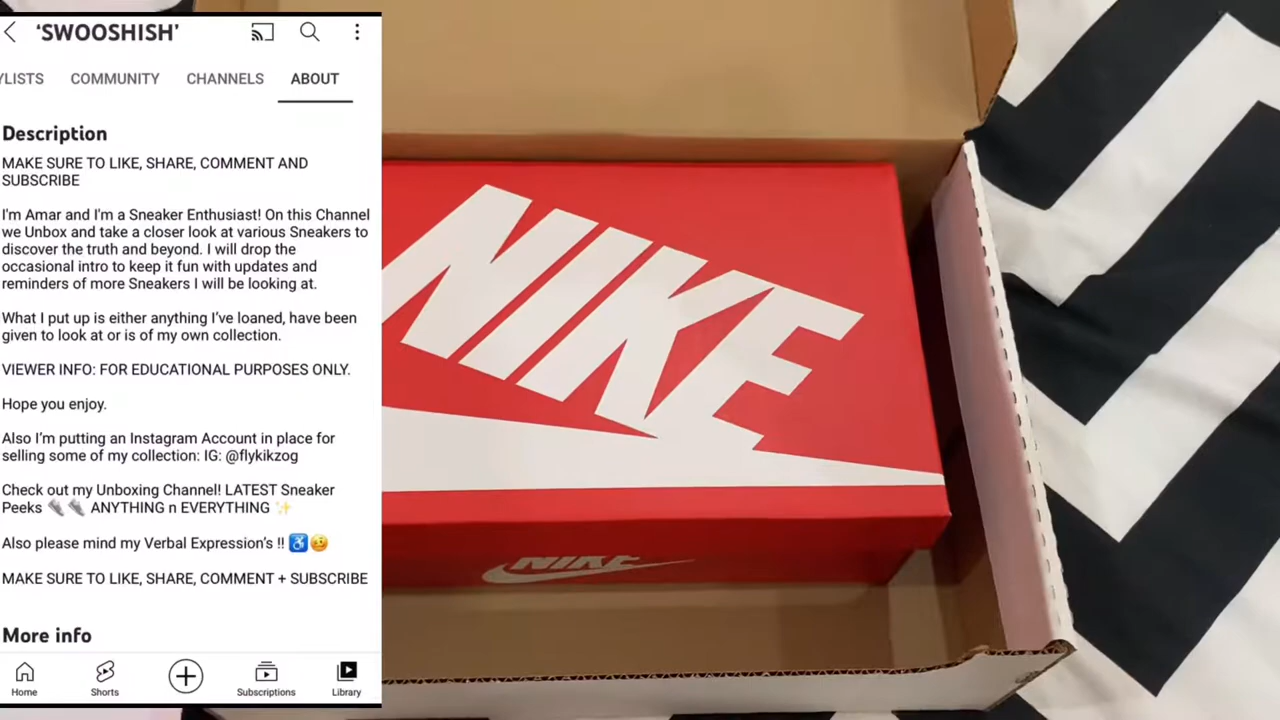 ‘SWOOSHISH’
YLISTS COMMUNITY CHANNELS ABOUT
Description
MAKE SURE TO LIKE, SHARE, COMMENT AND
SUBSCRIBE
I'm Amar and I'm a Sneaker Enthusiast! On this Channel
we Unbox and take a closer look at various Sneakers to
discover the truth and beyond. I will drop the
occasional intro to keep it fun with updates and
reminders of more Sneakers I will be looking at.
What I put up is either anything I’ve loaned, have been
given to look at or is of my own collection.
VIEWER INFO: FOR EDUCATIONAL PURPOSES ONLY.
Hope you enjoy.
Also I’m putting an Instagram Account in place for
selling some of my collection: IG: @flykikzog
Check out my Unboxing Channel! LATEST Sneaker
Peeks 👟👟 ANYTHING n EVERYTHING ✨
Also please mind my Verbal Expression’s !! ♿🤕
MAKE SURE TO LIKE, SHARE, COMMENT + SUBSCRIBE
More info
Home Shorts Subscriptions Library
NIKE
NIKE